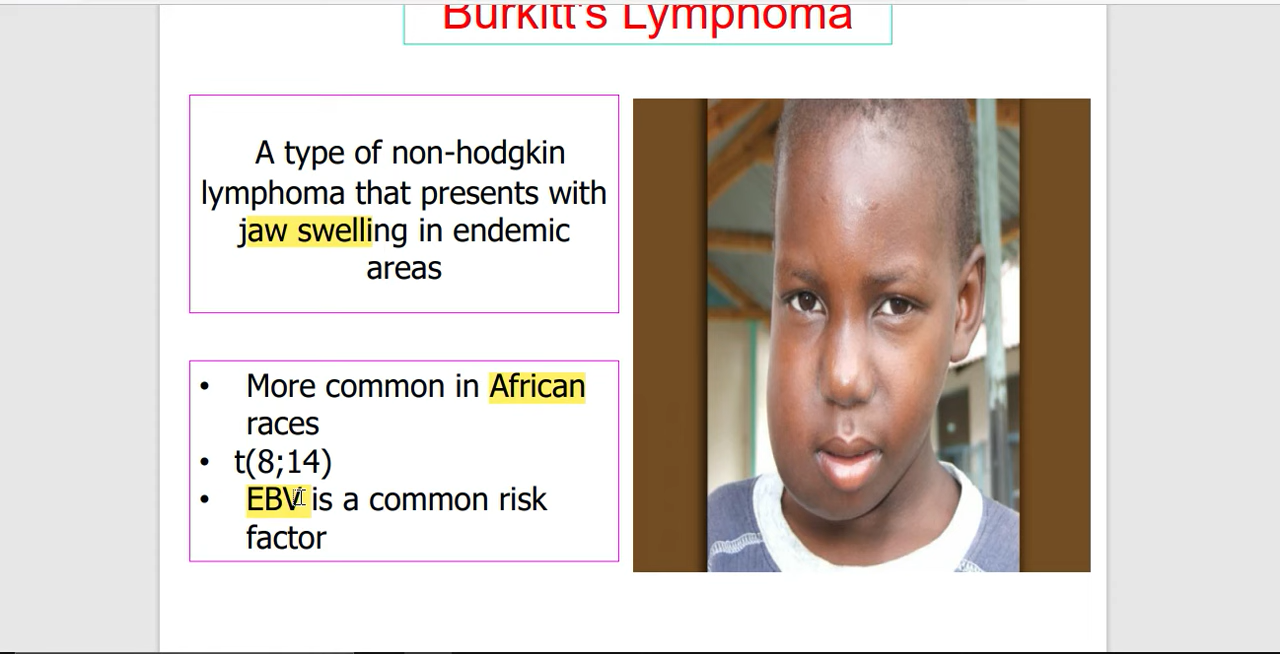 Burkitt's Lymphoma
A type of non-hodgkin
lymphoma that presents with
jaw swelling in endemic
areas
• More common in African
races
• t(8;14)
• EBV is a common risk
factor